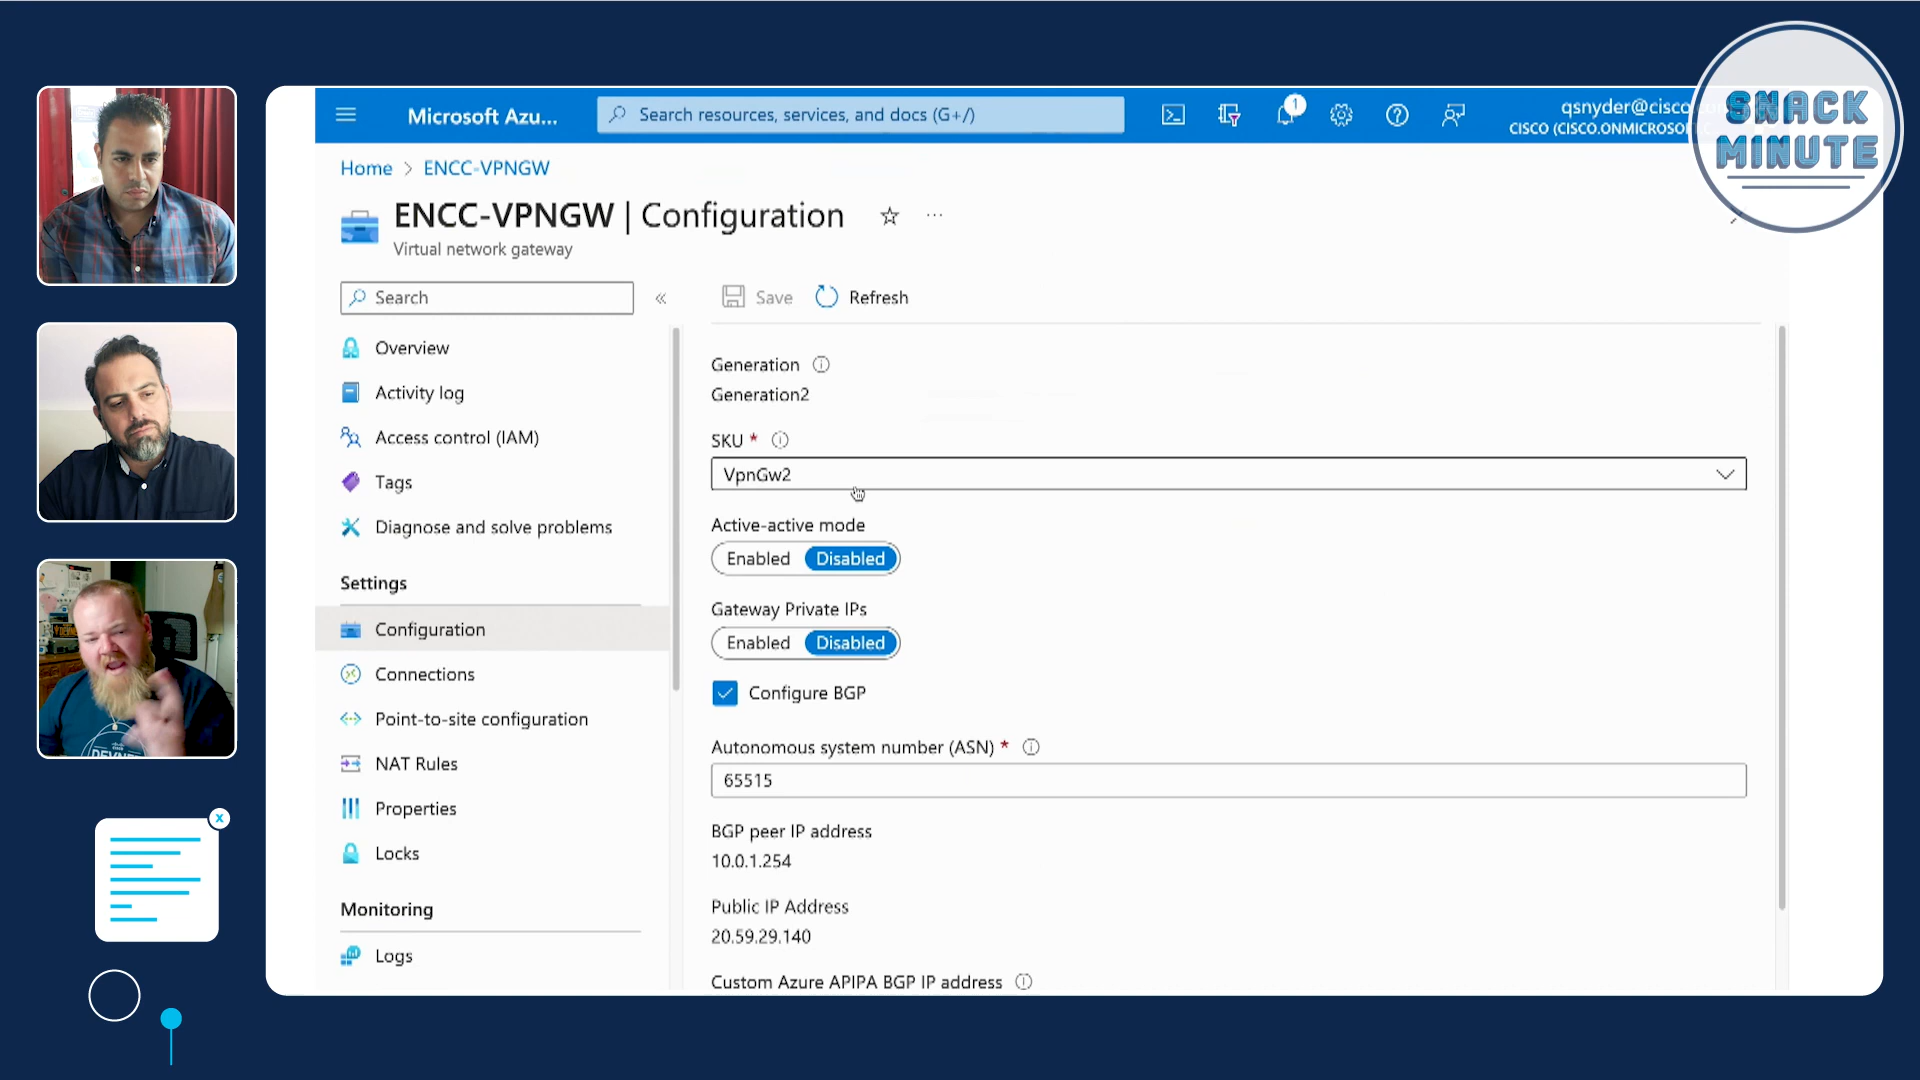 Microsoft Azu...
Search resources, services, and docs (G+/)
1
qsnyder@cisco
CISCO (CISCO.ONMICROSO
SNACK
MINUTE
Home > ENCC-VPNGW
ENCC-VPNGW | Configuration
Virtual network gateway
Search
Save
Refresh
Overview
Activity log
Access control (IAM)
Tags
Diagnose and solve problems
Settings
Configuration
Connections
Point-to-site configuration
NAT Rules
Properties
Locks
Monitoring
Logs
Generation
Generation2
SKU *
VpnGw2
Active-active mode
Enabled Disabled
Gateway Private IPs
Enabled Disabled
Configure BGP
Autonomous system number (ASN) *
65515
BGP peer IP address
10.0.1.254
Public IP Address
20.59.29.140
Custom Azure APIPA BGP IP address
x